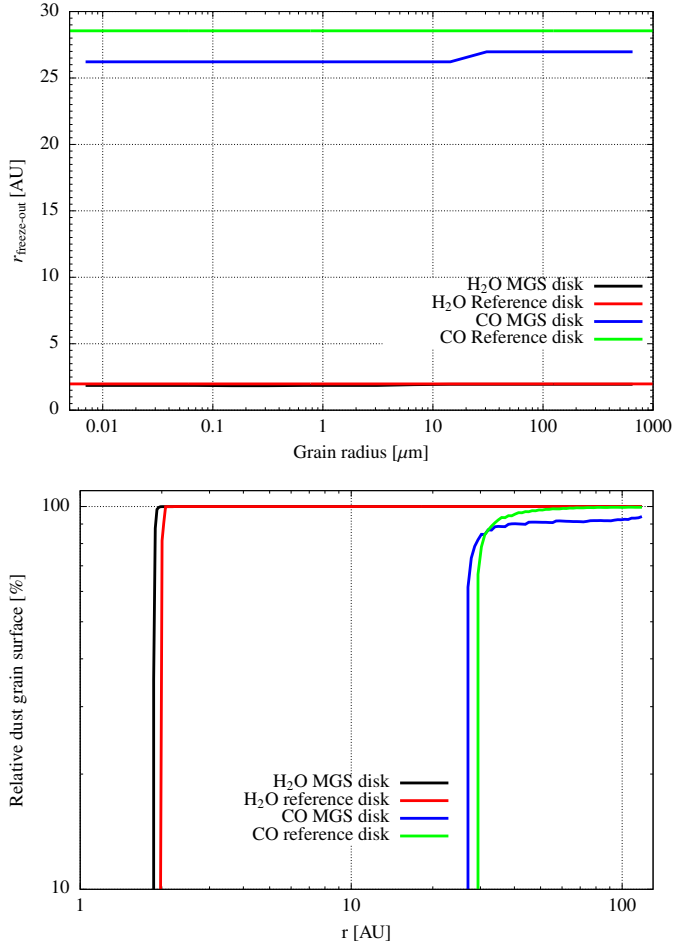 30
25
20
15
10
5
0
r_freeze-out [AU]
H₂O MGS disk
H₂O Reference disk
CO MGS disk
CO Reference disk
0.01 0.1 1 10 100 1000
Grain radius [μm]
100
10
Relative dust grain surface [%]
H₂O MGS disk
H₂O reference disk
CO MGS disk
CO reference disk
1 10 100
r [AU]